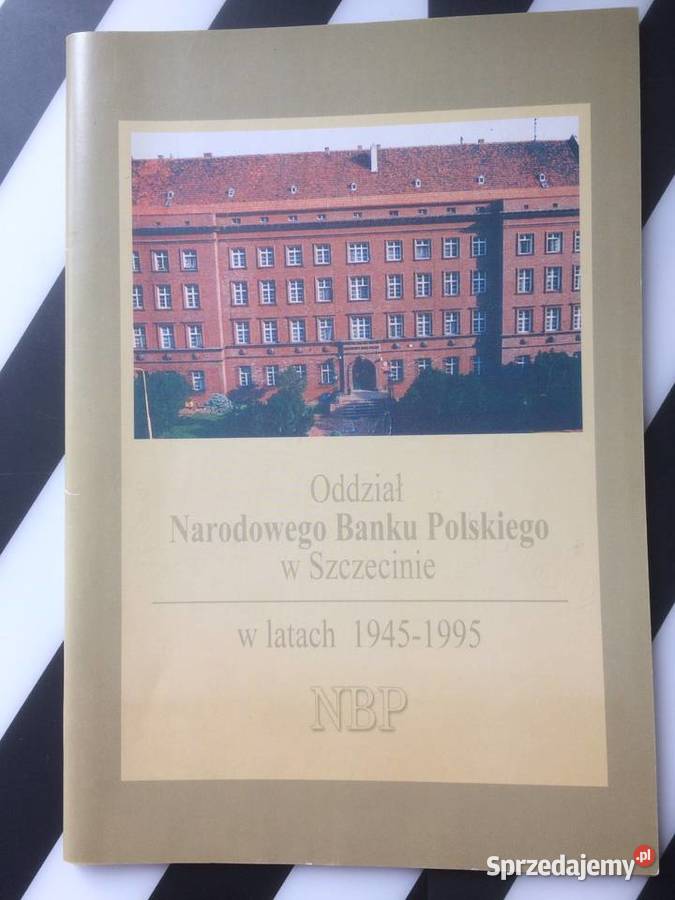 Oddział
Narodowego Banku Polskiego
w Szczecinie
w latach 1945-1995
NBP
Sprzedajemy.pl